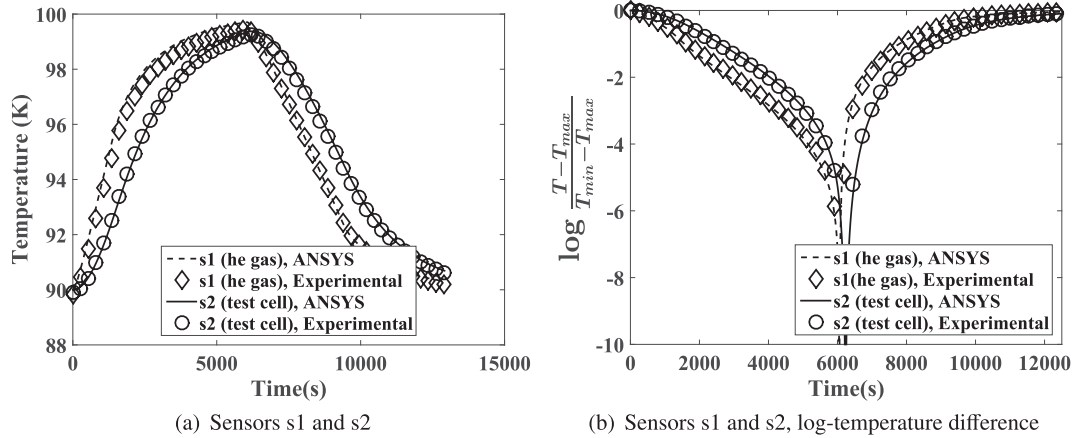 100
98
96
94
92
90
88
Temperature (K)
0 5000 10000 15000
Time(s)
s1 (he gas), ANSYS
s1 (he gas), Experimental
s2 (test cell), ANSYS
s2 (test cell), Experimental
(a) Sensors s1 and s2
0
-2
-4
-6
-8
-10
log T−Tmax / Tmin−Tmax
0 2000 4000 6000 8000 10000 12000
Time(s)
s1 (he gas), ANSYS
s1(he gas), Experimental
s2 (test cell), ANSYS
s2 (test cell), Experimental
(b) Sensors s1 and s2, log-temperature difference